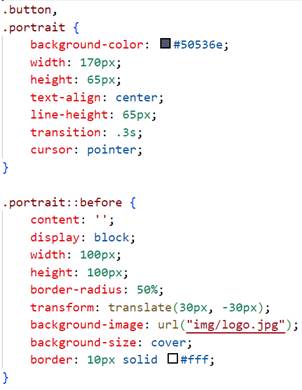 .button,
.portrait {
    background-color: #50536e;
    width: 170px;
    height: 65px;
    text-align: center;
    line-height: 65px;
    transition: .3s;
    cursor: pointer;
}

.portrait::before {
    content: '';
    display: block;
    width: 100px;
    height: 100px;
    border-radius: 50%;
    transform: translate(30px, -30px);
    background-image: url("img/logo.jpg");
    background-size: cover;
    border: 10px solid #fff;